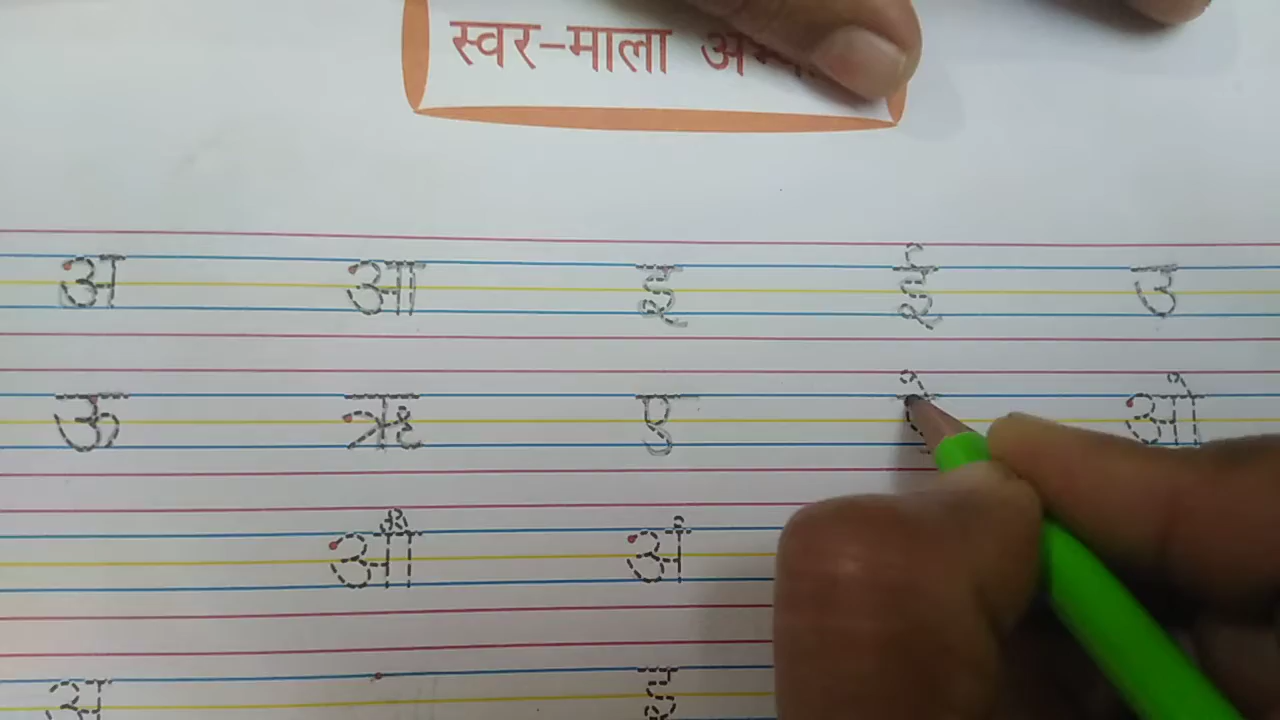 स्वर-माला
अ आ इ ई उ
ऊ ऋ ए ऐ ओ
औ अं
अ इ